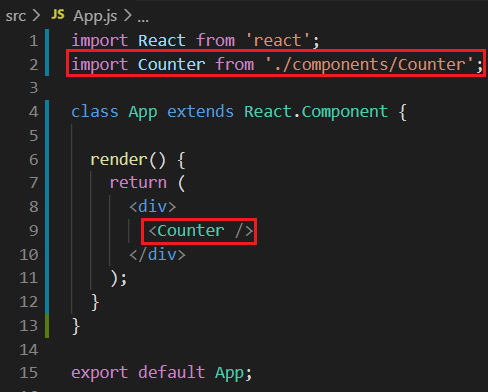 src > JS App.js > ...
1 import React from 'react';
2 import Counter from './components/Counter';
3
4 class App extends React.Component {
5
6   render() {
7     return (
8       <div>
9         <Counter />
10       </div>
11     );
12   }
13 }
14
15 export default App;